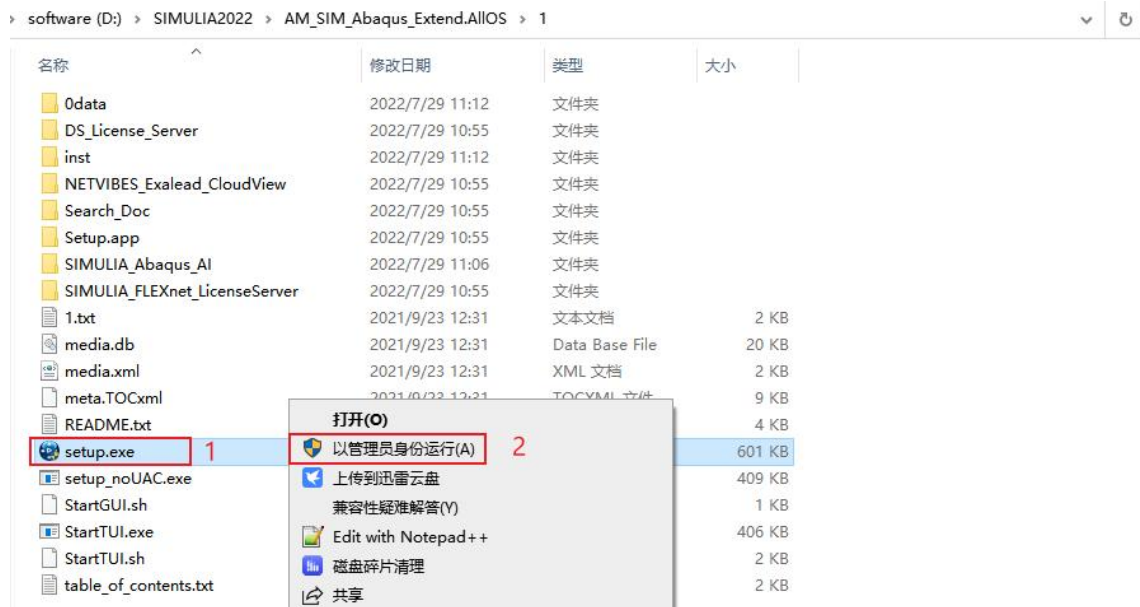 › software (D:) › SIMULIA2022 › AM_SIM_Abaqus_Extend.AllOS › 1
名称 修改日期 类型 大小
0data 2022/7/29 11:12 文件夹
DS_License_Server 2022/7/29 10:55 文件夹
inst 2022/7/29 11:12 文件夹
NETVIBES_Exalead_CloudView 2022/7/29 10:55 文件夹
Search_Doc 2022/7/29 10:55 文件夹
Setup.app 2022/7/29 10:55 文件夹
SIMULIA_Abaqus_AI 2022/7/29 11:06 文件夹
SIMULIA_FLEXnet_LicenseServer 2022/7/29 10:55 文件夹
1.txt 2021/9/23 12:31 文本文档 2 KB
media.db 2021/9/23 12:31 Data Base File 20 KB
media.xml 2021/9/23 12:31 XML 文档 2 KB
meta.TOCxml 2021/9/23 12:31 TOCXML 文件 9 KB
README.txt 4 KB
打开(O)
setup.exe 1 601 KB
以管理员身份运行(A) 2
setup_noUAC.exe 409 KB
上传到迅雷云盘
StartGUI.sh 1 KB
兼容性疑难解答(Y)
StartTUI.exe 406 KB
Edit with Notepad++
StartTUI.sh 2 KB
磁盘碎片清理
table_of_contents.txt 2 KB
共享